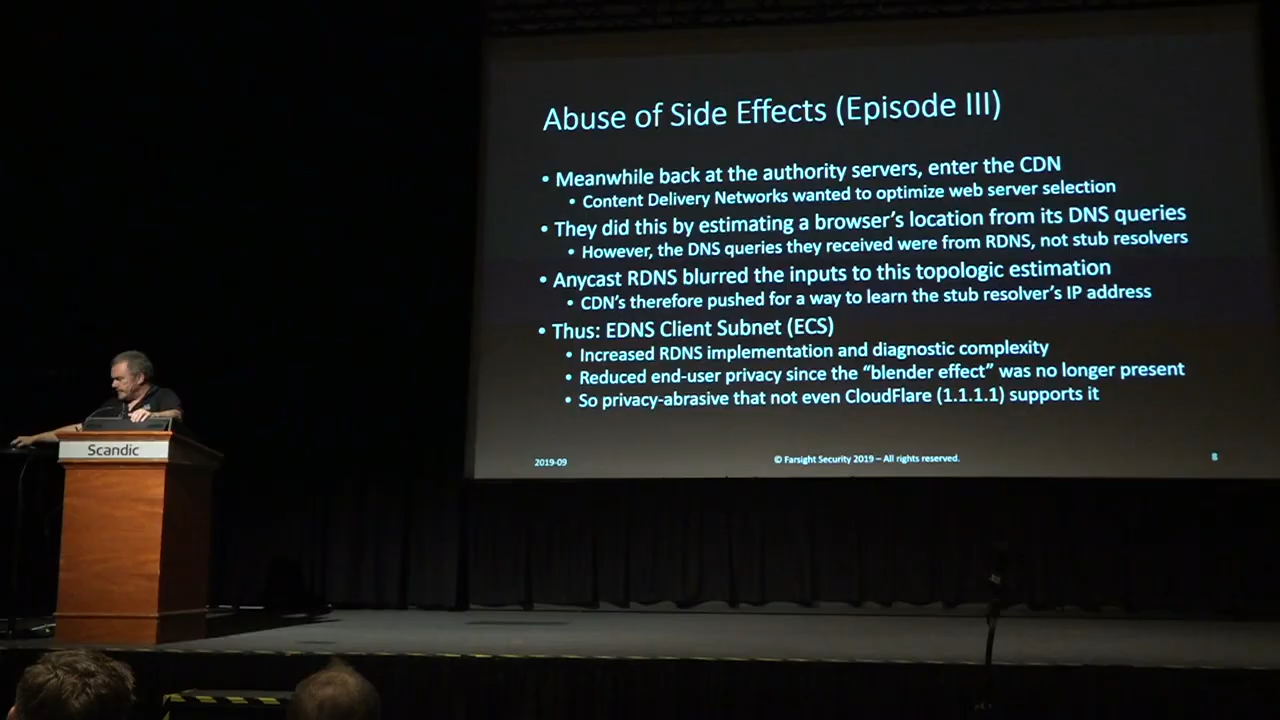 Abuse of Side Effects (Episode III)
• Meanwhile back at the authority servers, enter the CDN
• Content Delivery Networks wanted to optimize web server selection
• They did this by estimating a browser's location from its DNS queries
• However, the DNS queries they received were from RDNS, not stub resolvers
• Anycast RDNS blurred the inputs to this topologic estimation
• CDN's therefore pushed for a way to learn the stub resolver's IP address
• Thus: EDNS Client Subnet (ECS)
• Increased RDNS implementation and diagnostic complexity
• Reduced end-user privacy since the "blender effect" was no longer present
• So privacy-abrasive that not even CloudFlare (1.1.1.1) supports it
2019-09
© Farsight Security 2019 – All rights reserved.
8
Scandic